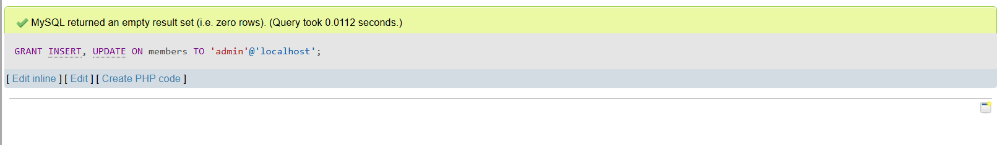 MySQL returned an empty result set (i.e. zero rows). (Query took 0.0112 seconds.)
GRANT INSERT, UPDATE ON members TO 'admin'@'localhost';
[ Edit inline ] [ Edit ] [ Create PHP code ]